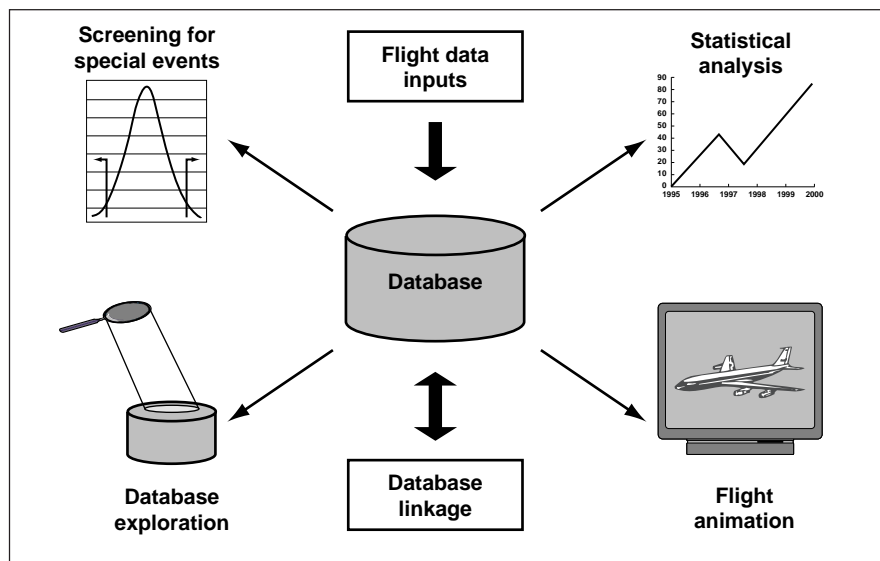 Screening for
special events
Flight data
inputs
Statistical
analysis
90
80
70
60
50
40
30
20
10
0
1995 1996 1997 1998 1999 2000
Database
Database
exploration
Database
linkage
Flight
animation